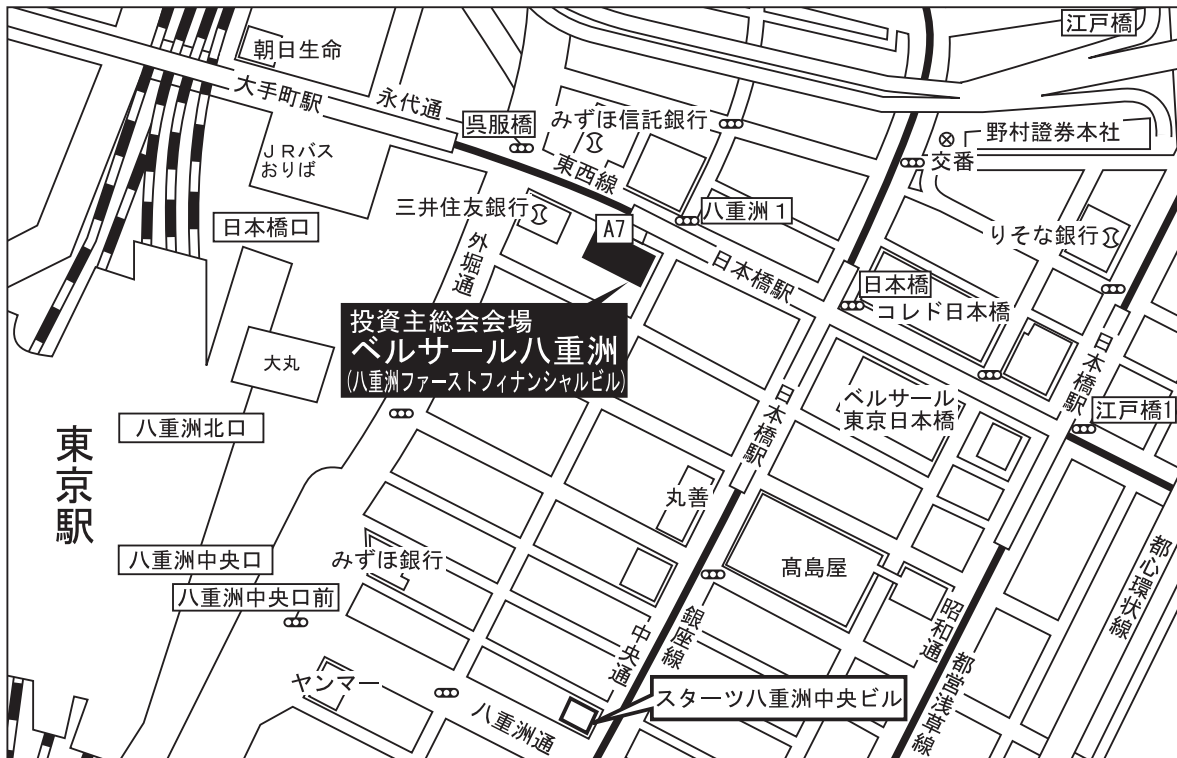 江戸橋
朝日生命
大手町駅
永代通
呉服橋
みずほ信託銀行
野村證券本社
交番
JRバス
おりば
東西線
三井住友銀行
A7
八重洲1
日本橋口
りそな銀行
外堀通
日本橋駅
日本橋
コレド日本橋
投資主総会会場
ベルサール八重洲
(八重洲ファーストフィナンシャルビル)
大丸
日本橋駅
日本橋駅
ベルサール
東京日本橋
江戸橋1
八重洲北口
東京駅
丸善
八重洲中央口
みずほ銀行
髙島屋
都心環状線
八重洲中央口前
中央通
銀座線
昭和通
都営浅草線
ヤンマー
八重洲通
スターツ八重洲中央ビル